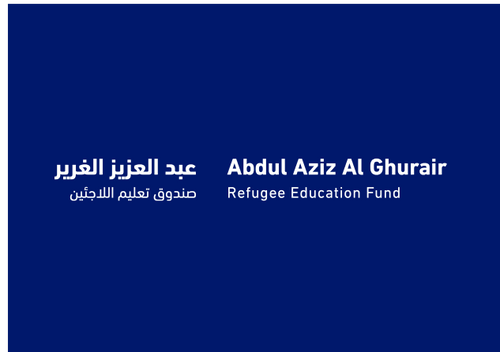 عبد العزيز الغرير
صندوق تعليم اللاجئين
Abdul Aziz Al Ghurair
Refugee Education Fund